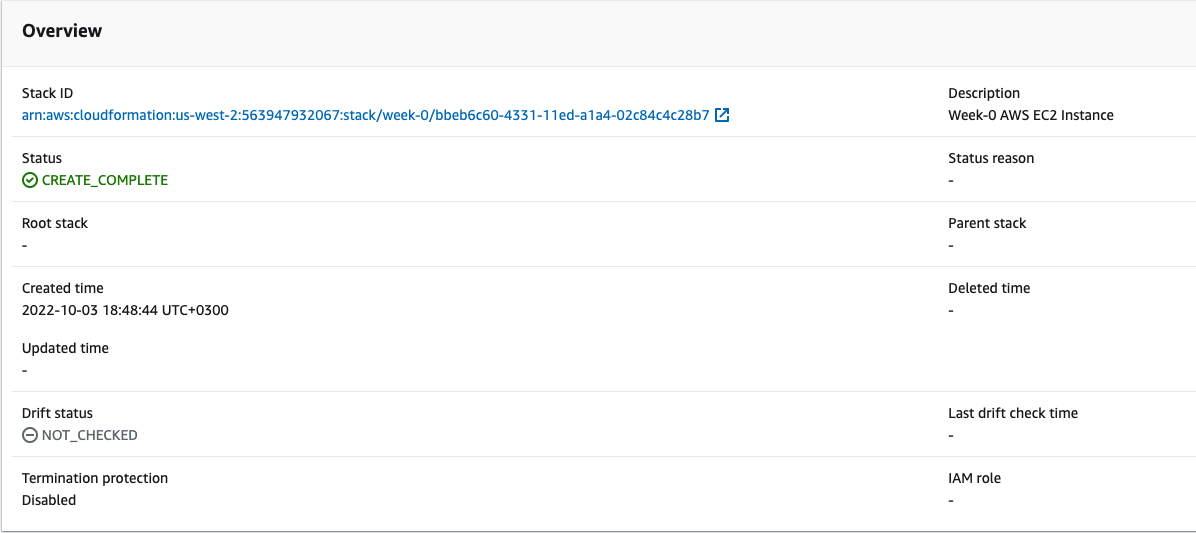 Overview
Stack ID
arn:aws:cloudformation:us-west-2:563947932067:stack/week-0/bbeb6c60-4331-11ed-a1a4-02c84c4c28b7
Description
Week-0 AWS EC2 Instance
Status
CREATE_COMPLETE
Status reason
-
Root stack
-
Parent stack
-
Created time
2022-10-03 18:48:44 UTC+0300
Deleted time
-
Updated time
-
Drift status
NOT_CHECKED
Last drift check time
-
Termination protection
Disabled
IAM role
-